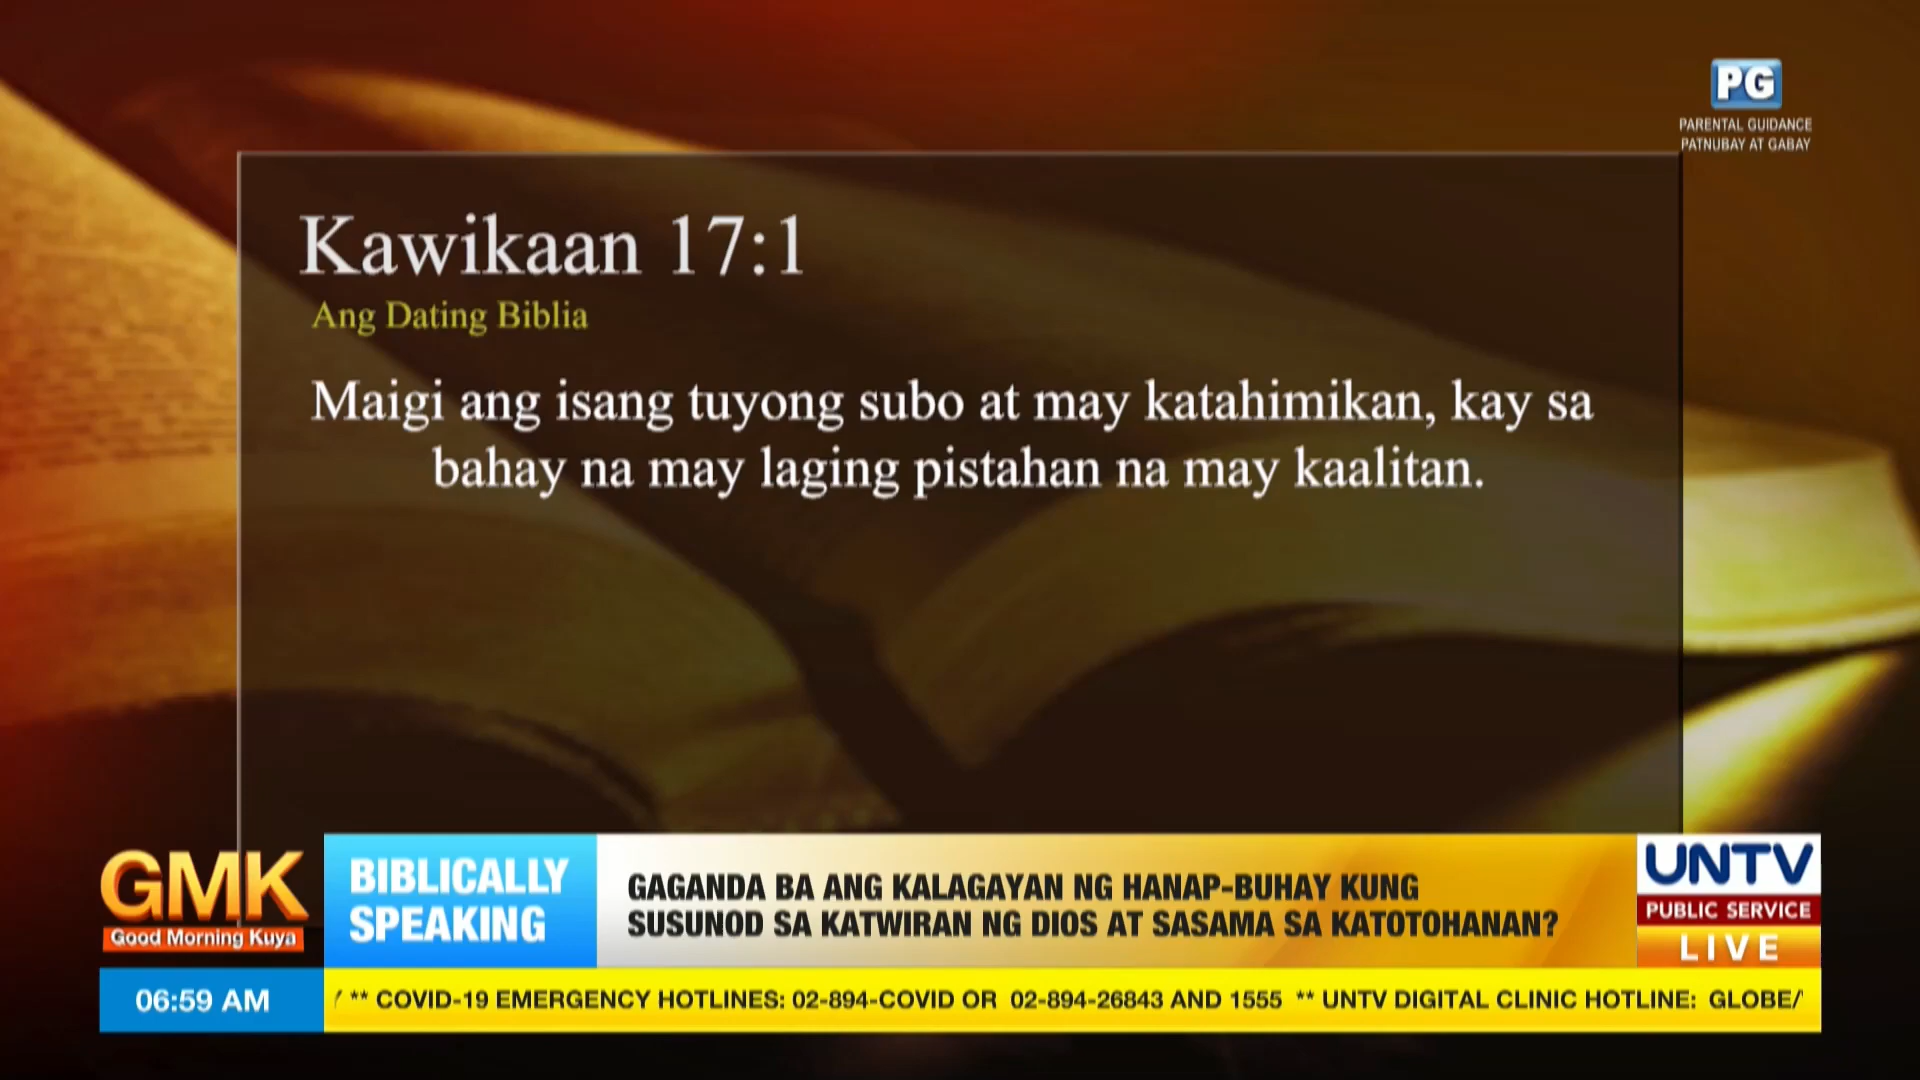 PG
PARENTAL GUIDANCE
PATNUBAY AT GABAY
Kawikaan 17:1
Ang Dating Biblia
Maigi ang isang tuyong subo at may katahimikan, kay sa
bahay na may laging pistahan na may kaalitan.
GMK
Good Morning Kuya
BIBLICALLY
SPEAKING
GAGANDA BA ANG KALAGAYAN NG HANAP-BUHAY KUNG
SUSUNOD SA KATWIRAN NG DIOS AT SASAMA SA KATOTOHANAN?
UNTV
PUBLIC SERVICE
LIVE
06:59 AM
** COVID-19 EMERGENCY HOTLINES: 02-894-COVID OR 02-894-26843 AND 1555 ** UNTV DIGITAL CLINIC HOTLINE: GLOBE/